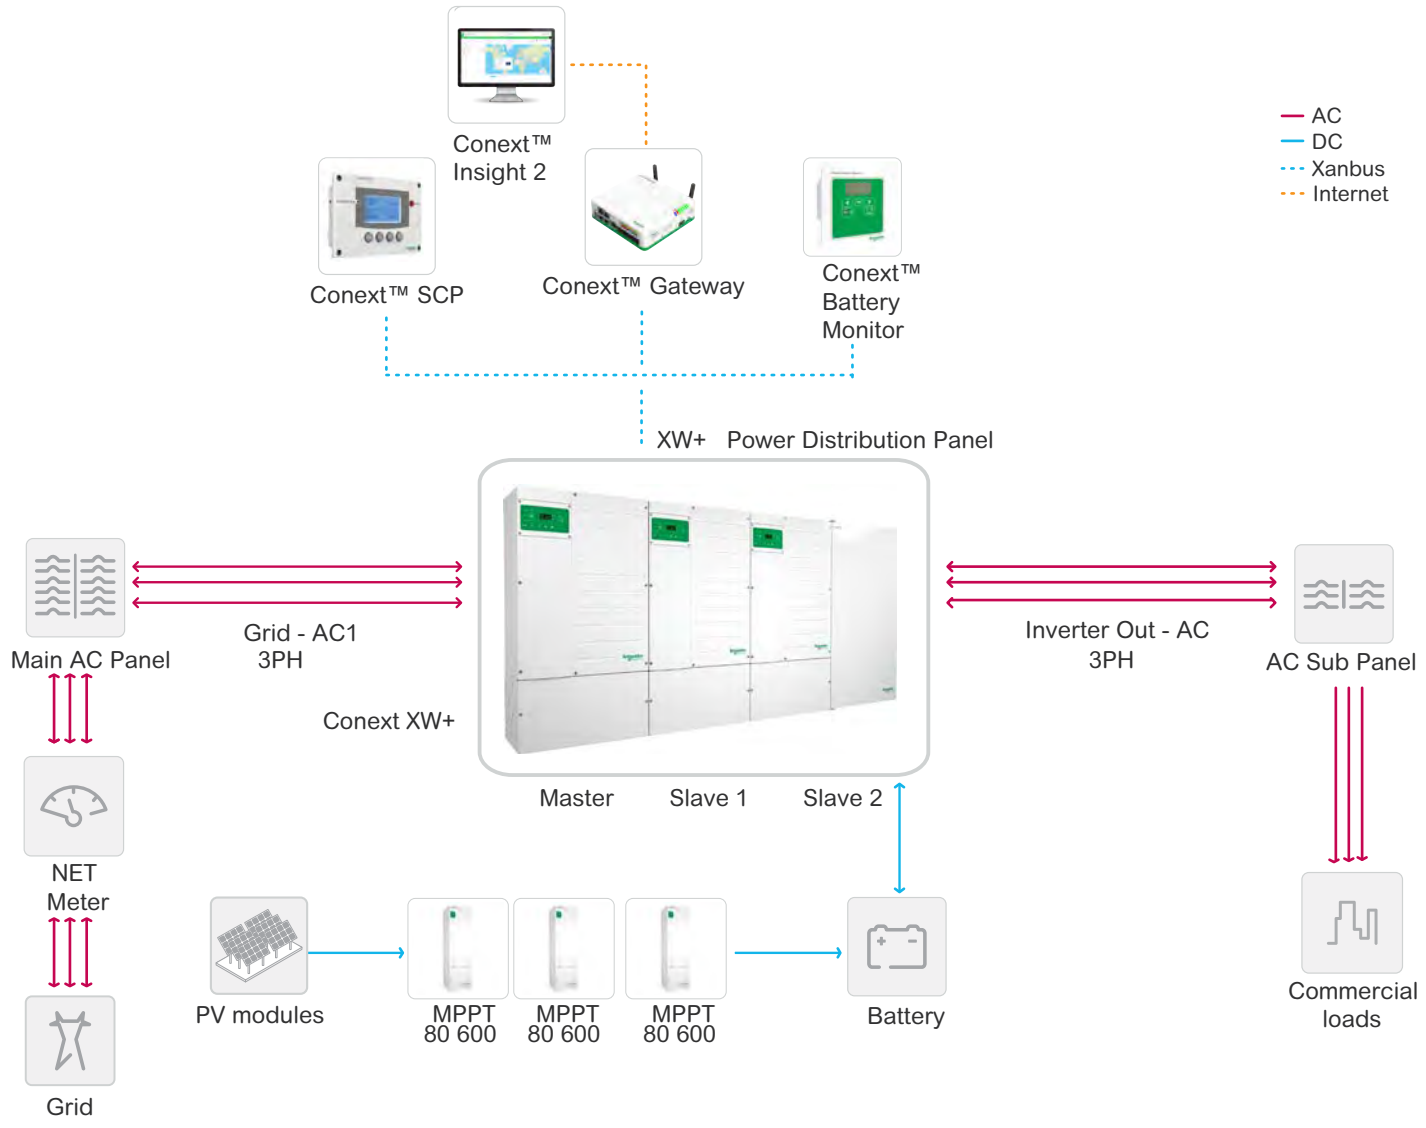 Conext™
Insight 2
AC
DC
Xanbus
Internet
Conext™ SCP
Conext™ Gateway
Conext™
Battery
Monitor
XW+ Power Distribution Panel
Main AC Panel
Grid - AC1
3PH
Inverter Out - AC
3PH
AC Sub Panel
Conext XW+
Master
Slave 1
Slave 2
NET
Meter
PV modules
MPPT
80 600
MPPT
80 600
MPPT
80 600
Battery
Commercial
loads
Grid